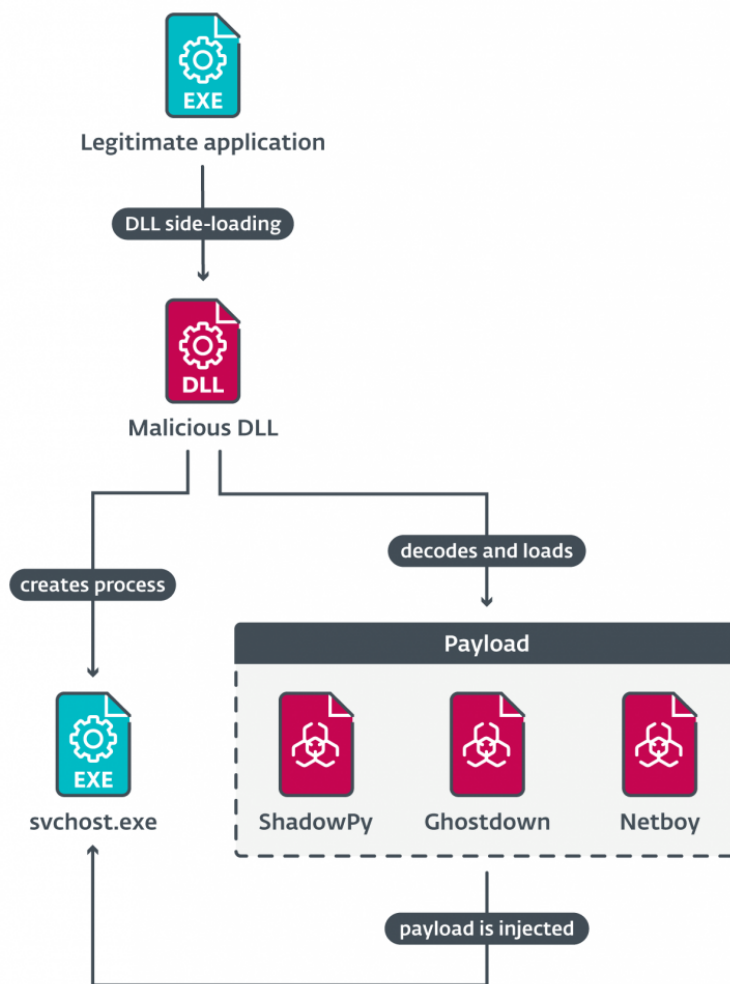 EXE
Legitimate application
DLL side-loading
DLL
Malicious DLL
decodes and loads
creates process
Payload
EXE
svchost.exe
ShadowPy
Ghostdown
Netboy
payload is injected